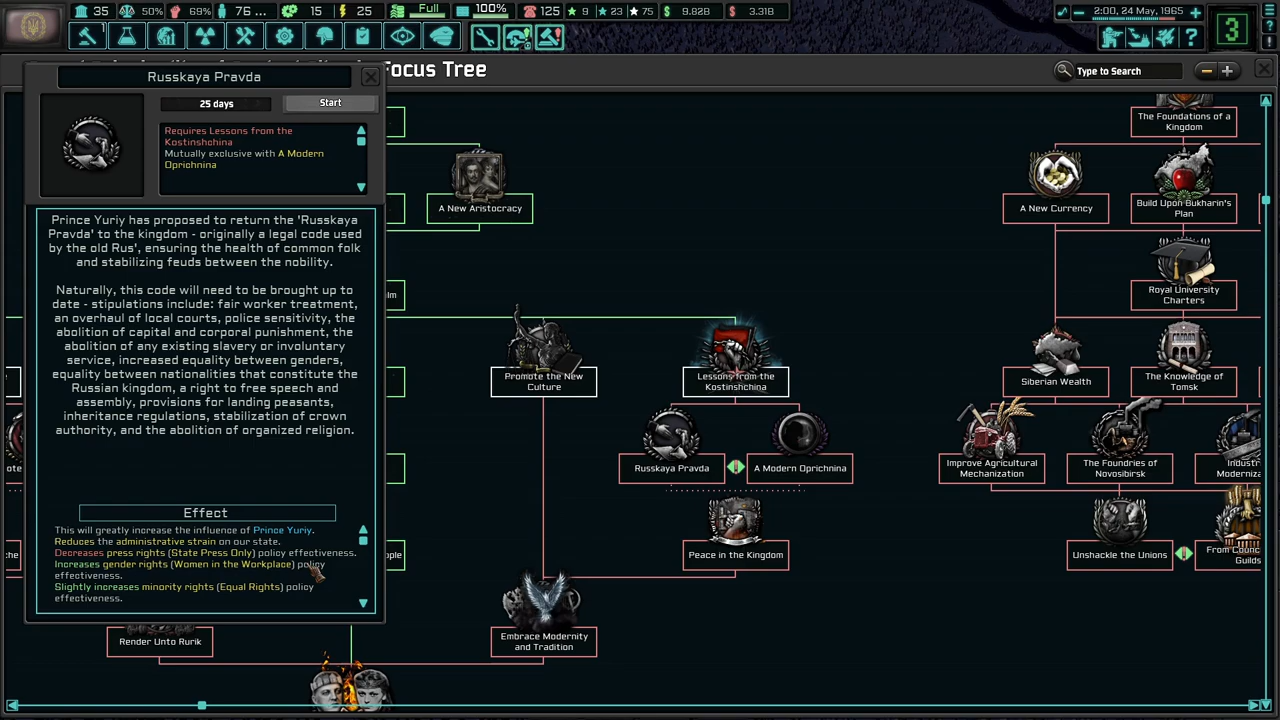 35
50%
69%
76 ...
15
25
Full
100%
125
9
23
75
9.828
3.318
2:00, 24 May, 1965
3
Focus Tree
Type to Search
Russkaya Pravda
25 days
Start
Requires Lessons from the
Kostinshchina
Mutually exclusive with A Modern
Oprichnina
Prince Yuriy has proposed to return the 'Russkaya
Pravda' to the kingdom - originally a legal code used
by the old Rus', ensuring the health of common folk
and stabilizing feuds between the nobility.
Naturally, this code will need to be brought up to
date - stipulations include: fair worker treatment,
an overhaul of local courts, police sensitivity, the
abolition of capital and corporal punishment, the
abolition of any existing slavery or involuntary
service, increased equality between genders,
equality between nationalities that constitute the
Russian kingdom, a right to free speech and
assembly, provisions for landing peasants,
inheritance regulations, stabilization of crown
authority, and the abolition of organized religion.
Effect
This will greatly increase the influence of Prince Yuriy.
Reduces the administrative strain on our state.
Decreases press rights (State Press Only) policy effectiveness.
Increases gender rights (Women in the Workplace) policy
effectiveness.
Slightly increases minority rights (Equal Rights) policy
effectiveness.
A New Aristocracy
Promote the New
Culture
Lessons from the
Kostinshchina
Russkaya Pravda
A Modern Oprichnina
Peace in the Kingdom
Embrace Modernity
and Tradition
Render Unto Rurik
The Foundations of a
Kingdom
A New Currency
Build Upon Bukharin's
Plan
Royal University
Charters
Siberian Wealth
The Knowledge of
Tomsk
Improve Agricultural
Mechanization
The Foundries of
Novosibirsk
Unshackle the Unions